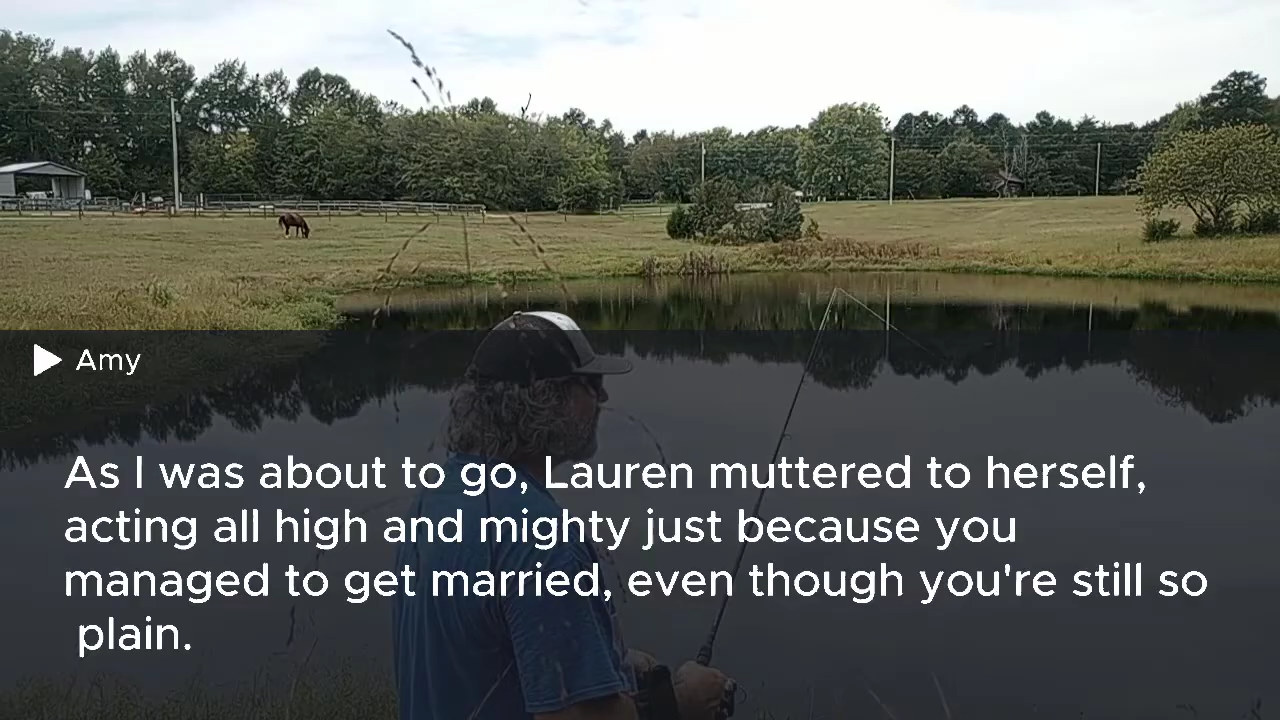 Amy
As I was about to go, Lauren muttered to herself,
acting all high and mighty just because you
managed to get married, even though you're still so
plain.